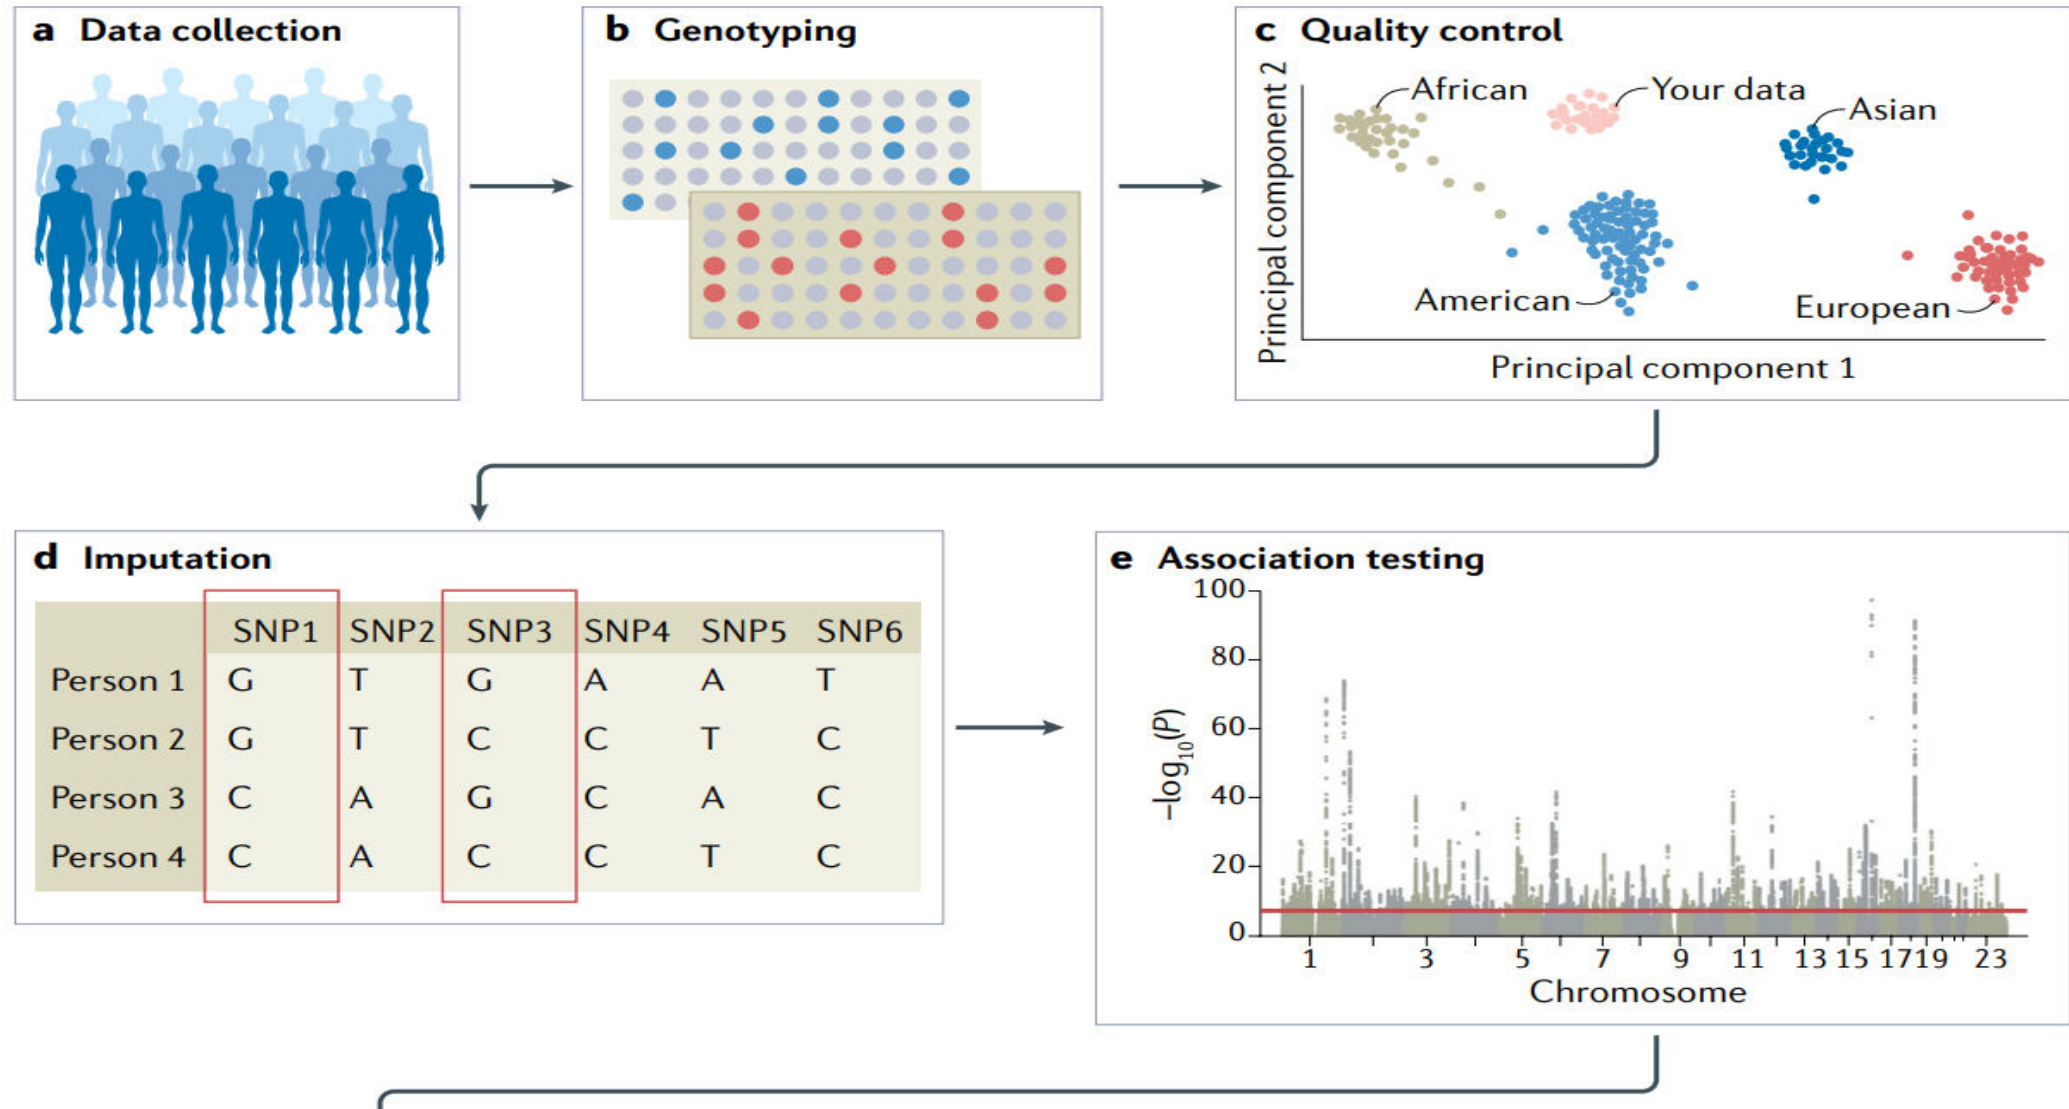 a Data collection
b Genotyping
c Quality control
Principal component 2
African
Your data
Asian
American
European
Principal component 1
d Imputation
SNP1 SNP2 SNP3 SNP4 SNP5 SNP6
Person 1 G T G A A T
Person 2 G T C C T C
Person 3 C A G C A C
Person 4 C A C C T C
e Association testing
100
80
60
40
20
0
–log10(P)
1 3 5 7 9 11 13 15 17 19 23
Chromosome